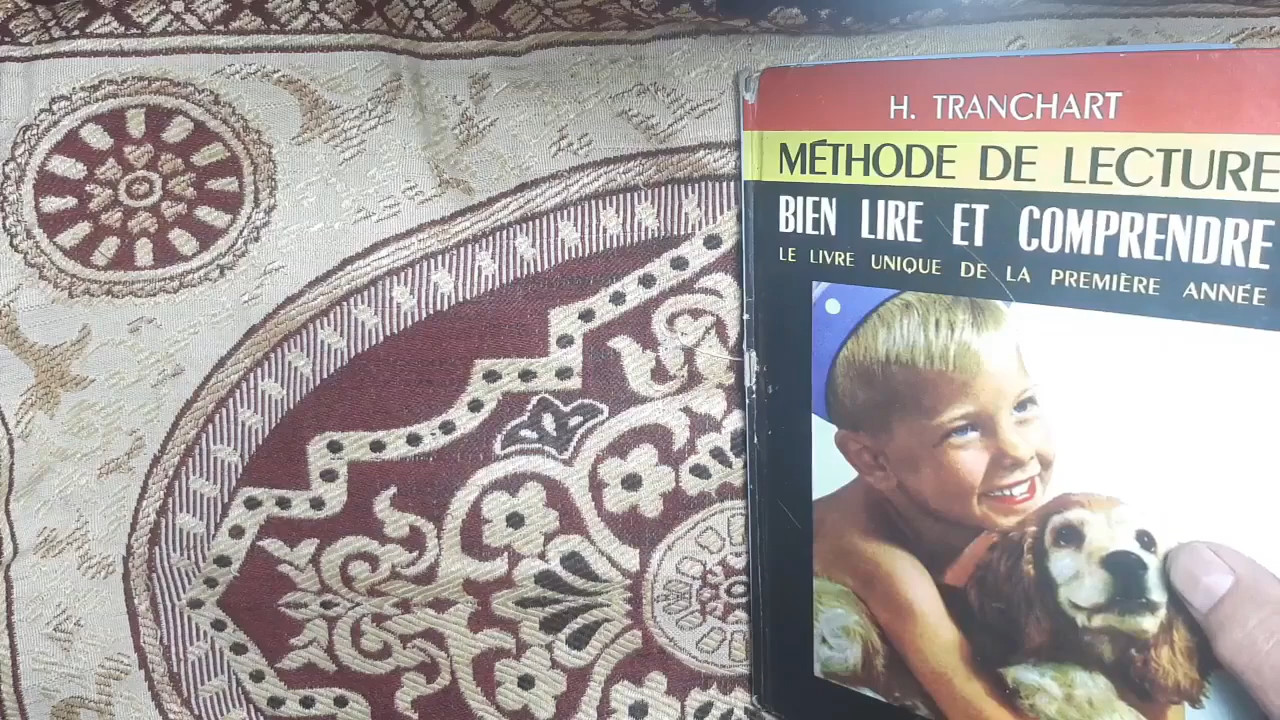 H. TRANCHART
MÉTHODE DE LECTURE
BIEN LIRE ET COMPRENDRE
LE LIVRE UNIQUE DE LA PREMIÈRE ANNÉE